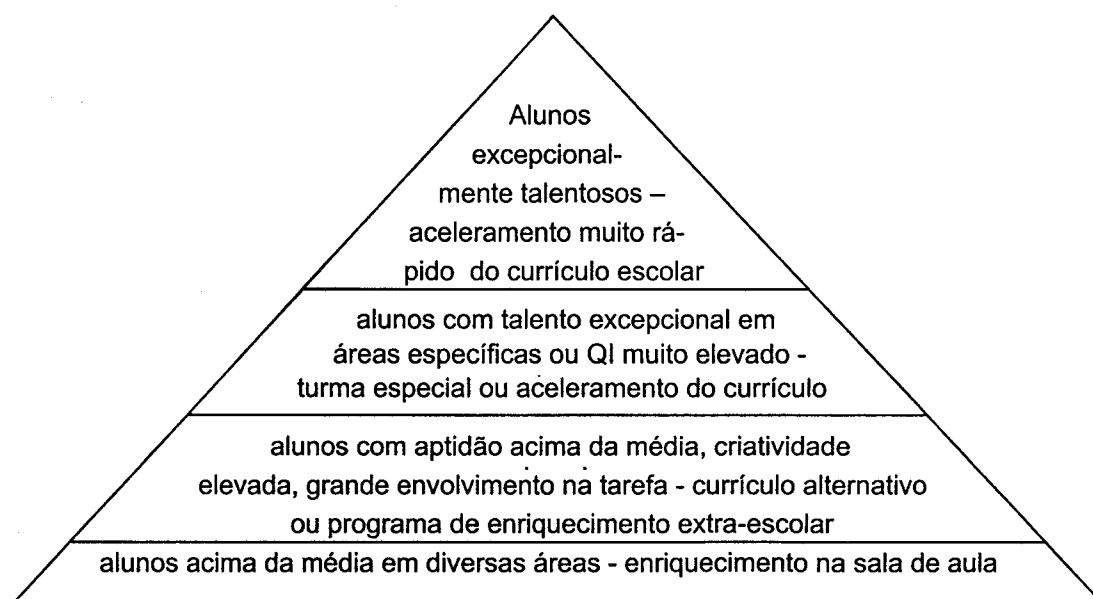 Alunos
excepcional-
mente talentosos –
aceleramento muito rá-
pido do currículo escolar
alunos com talento excepcional em
áreas específicas ou QI muito elevado -
turma especial ou aceleramento do currículo
alunos com aptidão acima da média, criatividade
elevada, grande envolvimento na tarefa - currículo alternativo
ou programa de enriquecimento extra-escolar
alunos acima da média em diversas áreas - enriquecimento na sala de aula